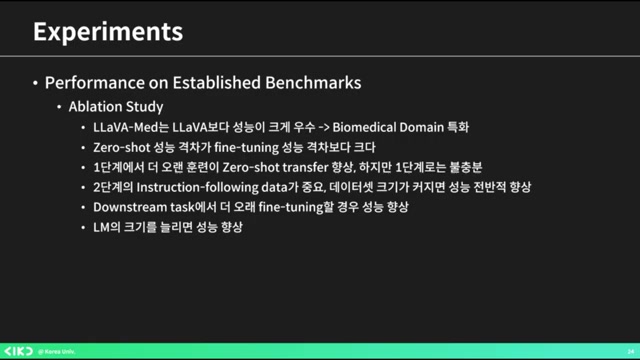 Experiments
• Performance on Established Benchmarks
• Ablation Study
• LLaVA-Med는 LLaVA보다 성능이 크게 우수 -> Biomedical Domain 특화
• Zero-shot 성능 격차가 fine-tuning 성능 격차보다 크다
• 1단계에서 더 오랜 훈련이 Zero-shot transfer 향상, 하지만 1단계로는 불충분
• 2단계의 Instruction-following data가 중요, 데이터셋 크기가 커지면 성능 전반적 향상
• Downstream task에서 더 오래 fine-tuning할 경우 성능 향상
• LM의 크기를 늘리면 성능 향상
@ Korea Univ.
24